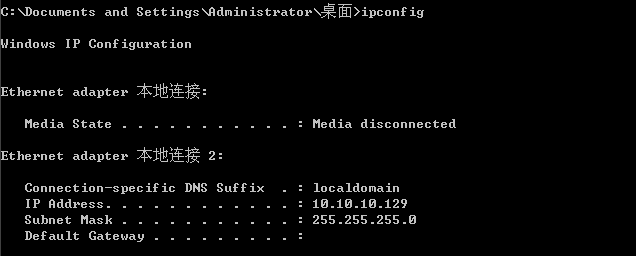 C:\Documents and Settings\Administrator\桌面>ipconfig
Windows IP Configuration
Ethernet adapter 本地连接:
Media State . . . . . . . . . . . : Media disconnected
Ethernet adapter 本地连接 2:
Connection-specific DNS Suffix  . : localdomain
IP Address. . . . . . . . . . . . : 10.10.10.129
Subnet Mask . . . . . . . . . . . : 255.255.255.0
Default Gateway . . . . . . . . . :